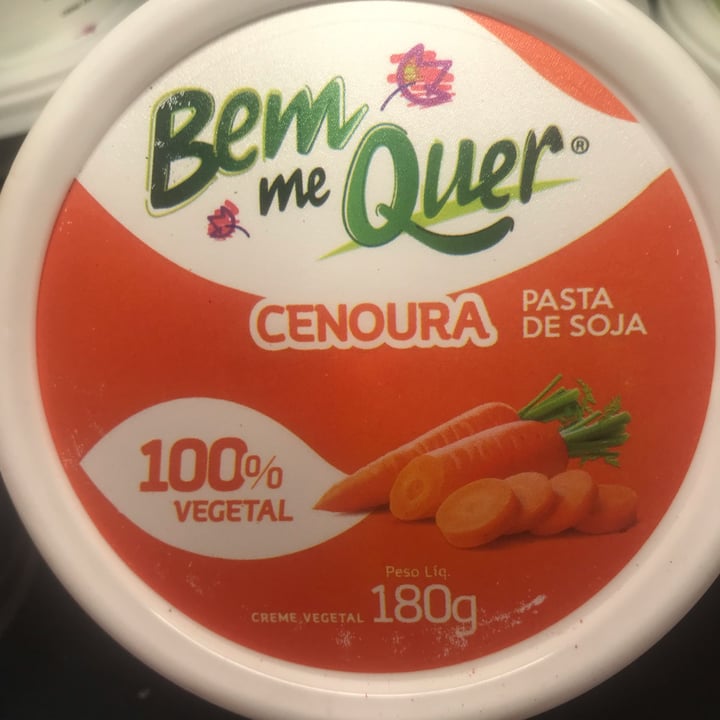 Bem
me Quer®
CENOURA
PASTA
DE SOJA
100%
VEGETAL
Peso Líq.
CREME VEGETAL 180g